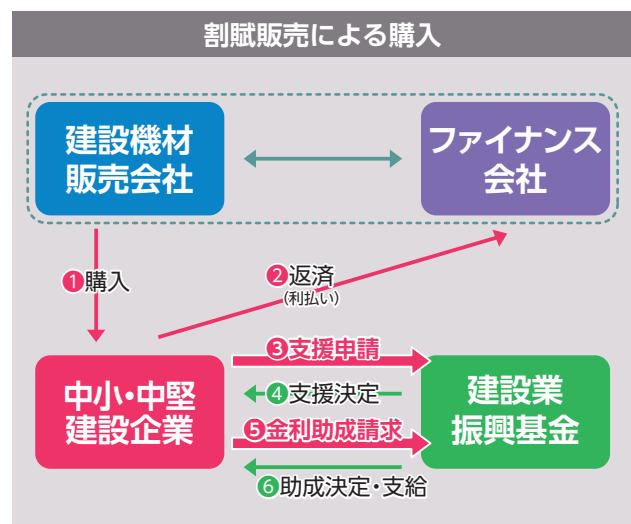 割賦販売による購入
建設機材
販売会社
ファイナンス
会社
❶購入
❷返済
(利払い)
❸支援申請
中小・中堅
建設企業
❹支援決定
建設業
振興基金
❺金利助成請求
❻助成決定・支給